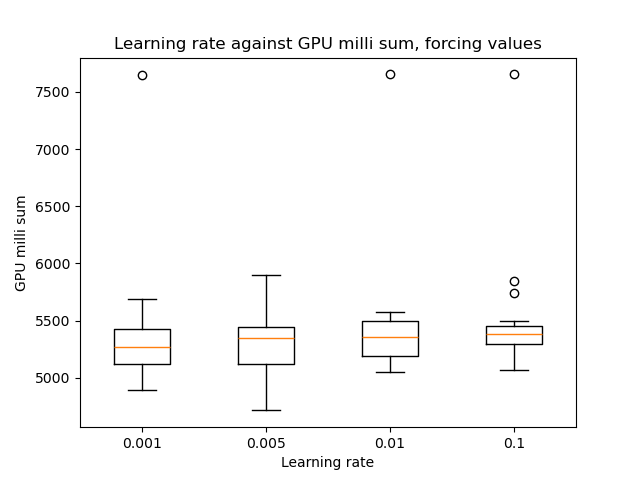 Learning rate against GPU milli sum, forcing values
7500
7000
6500
6000
5500
5000
GPU milli sum
0.001 0.005 0.01 0.1
Learning rate